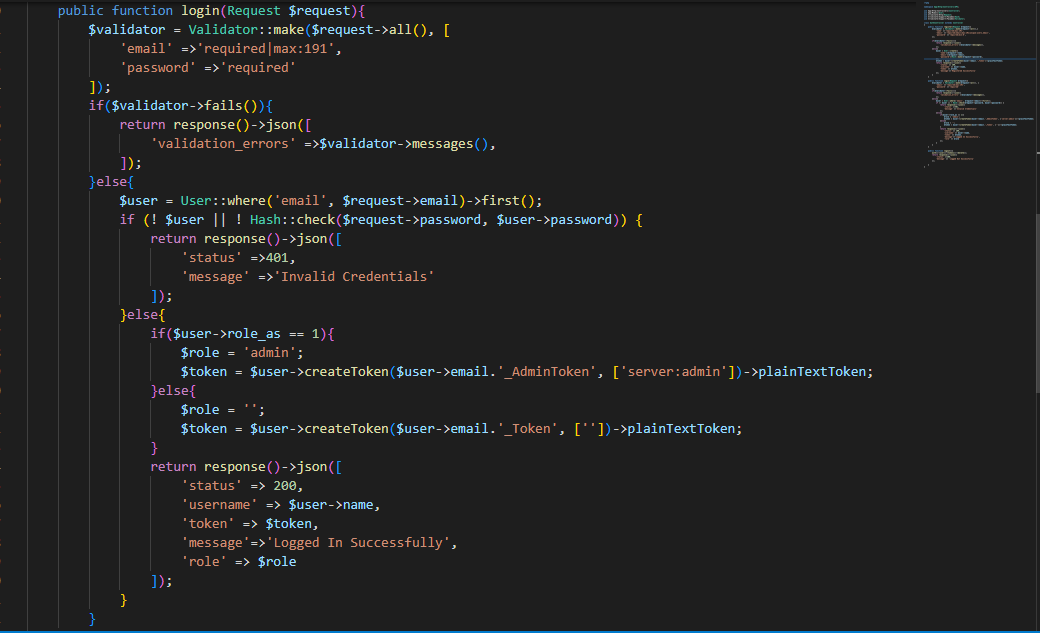 public function login(Request $request){
$validator = Validator::make($request->all(), [
'email' =>'required|max:191',
'password' =>'required'
]);
if($validator->fails()){
return response()->json([
'validation_errors' =>$validator->messages(),
]);
}else{
$user = User::where('email', $request->email)->first();
if (! $user || ! Hash::check($request->password, $user->password)) {
return response()->json([
'status' =>401,
'message' =>'Invalid Credentials'
]);
}else{
if($user->role_as == 1){
$role = 'admin';
$token = $user->createToken($user->email.'_AdminToken', ['server:admin'])->plainTextToken;
}else{
$role = '';
$token = $user->createToken($user->email.'_Token', [''])->plainTextToken;
}
return response()->json([
'status' => 200,
'username' => $user->name,
'token' => $token,
'message'=>'Logged In Successfully',
'role' => $role
]);
}
}